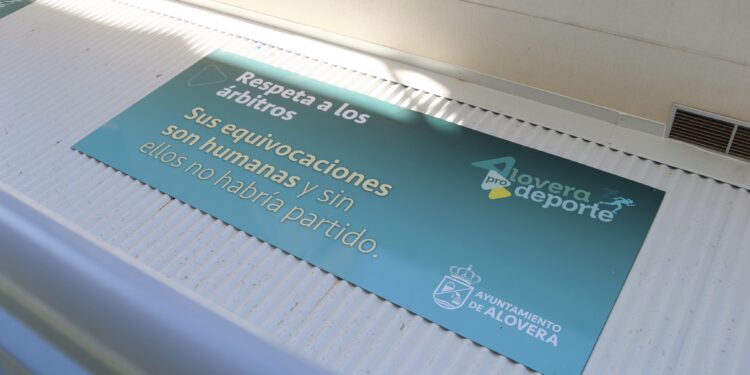 Respeta a los
árbitros
Sus equivocaciones
son humanas y sin
ellos no habría partido.
Alovera
pro
deporte
AYUNTAMIENTO
DE ALOVERA